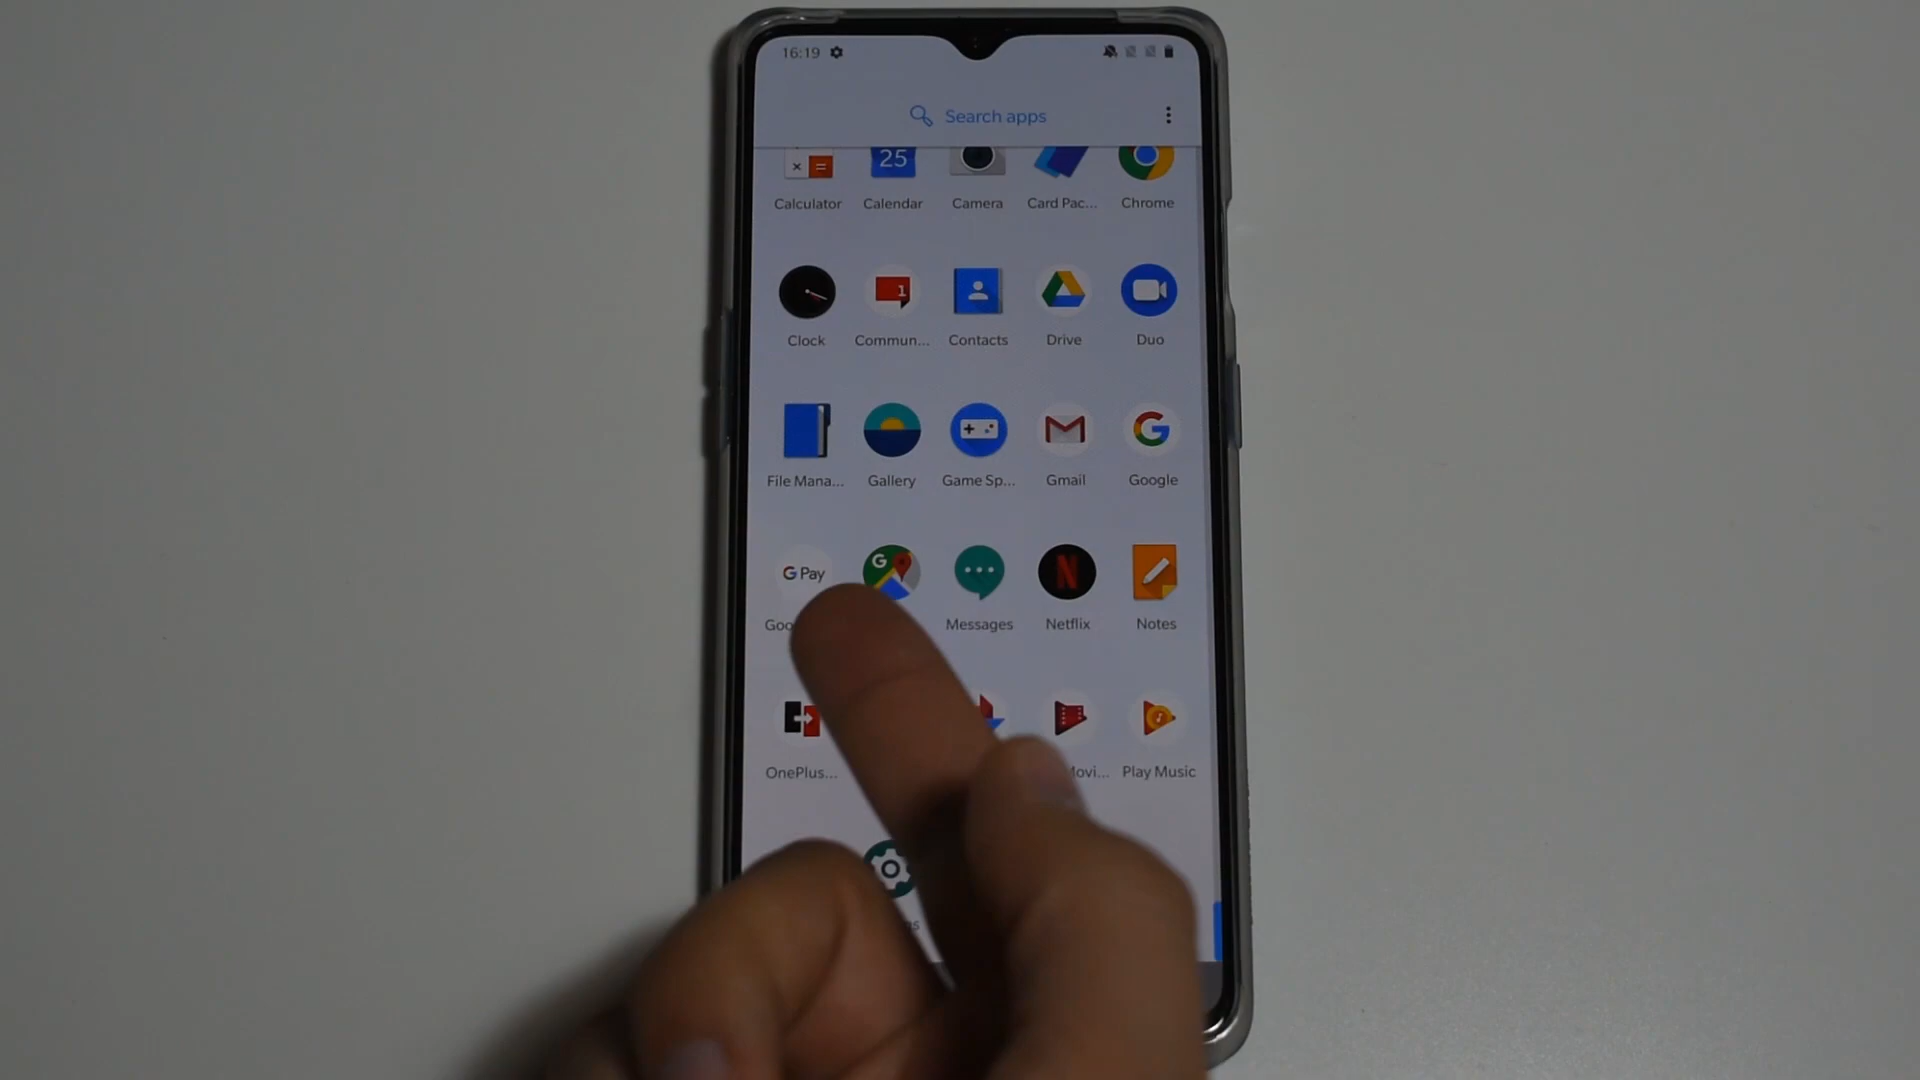 16:19
Search apps
25
× =
Calculator Calendar Camera Card Pac... Chrome
1
Clock Commun... Contacts Drive Duo
G
File Mana... Gallery Game Sp... Gmail Google
G Pay G N
Messages Netflix Notes
OnePlus... Play Music